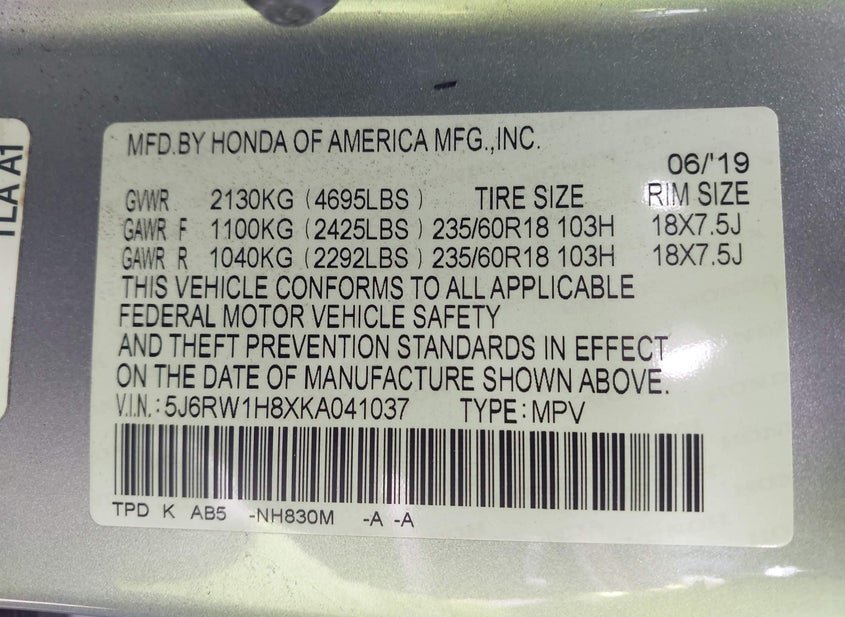 TLA A1
MFD.BY HONDA OF AMERICA MFG.,INC.
06/'19
GVWR 2130KG (4695LBS) TIRE SIZE RIM SIZE
GAWR F 1100KG (2425LBS) 235/60R18 103H 18X7.5J
GAWR R 1040KG (2292LBS) 235/60R18 103H 18X7.5J
THIS VEHICLE CONFORMS TO ALL APPLICABLE
FEDERAL MOTOR VEHICLE SAFETY
AND THEFT PREVENTION STANDARDS IN EFFECT
ON THE DATE OF MANUFACTURE SHOWN ABOVE.
V.I.N.: 5J6RW1H8XKA041037 TYPE: MPV
TPD K AB5 -NH830M -A -A